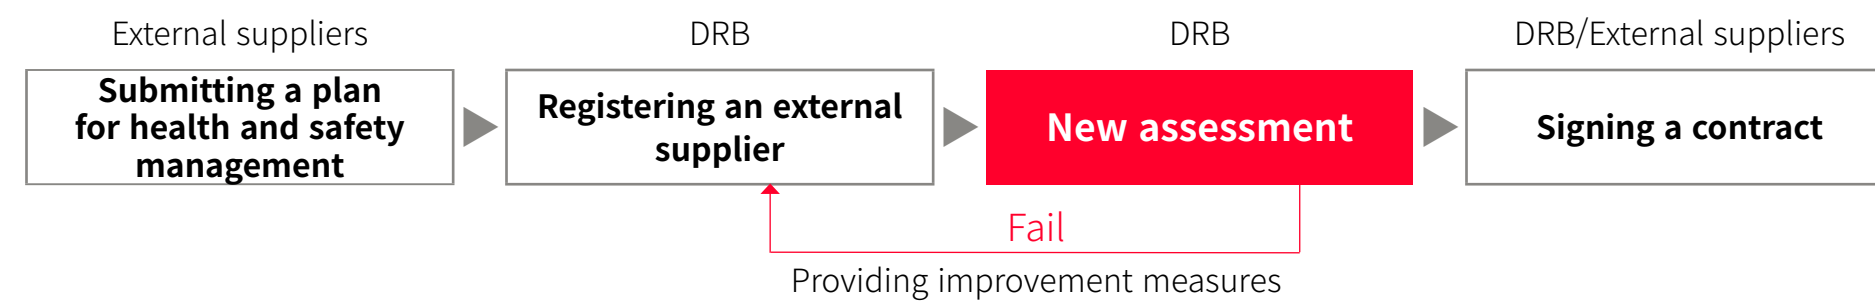 External suppliers
DRB
DRB
DRB/External suppliers
Submitting a plan
for health and safety
management
Registering an external
supplier
New assessment
Signing a contract
Fail
Providing improvement measures